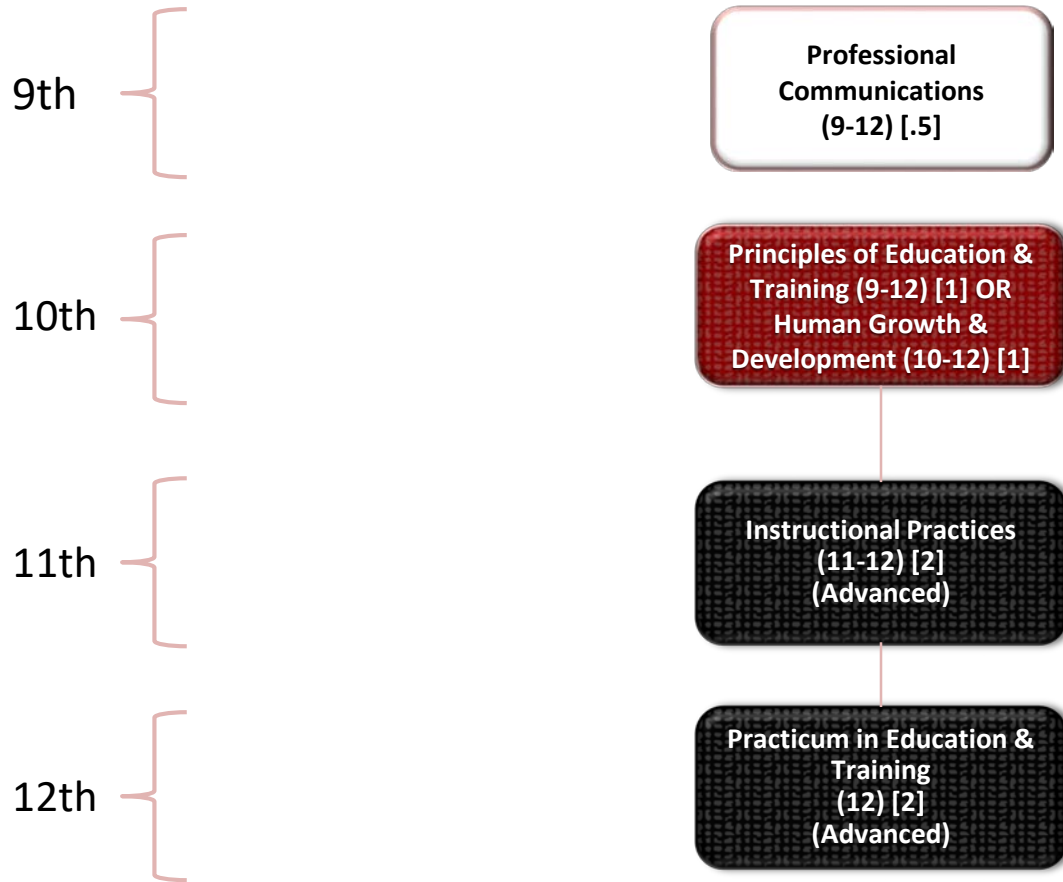 9th
Professional
Communications
(9-12) [.5]
10th
Principles of Education &
Training (9-12) [1] OR
Human Growth &
Development (10-12) [1]
11th
Instructional Practices
(11-12) [2]
(Advanced)
12th
Practicum in Education &
Training
(12) [2]
(Advanced)